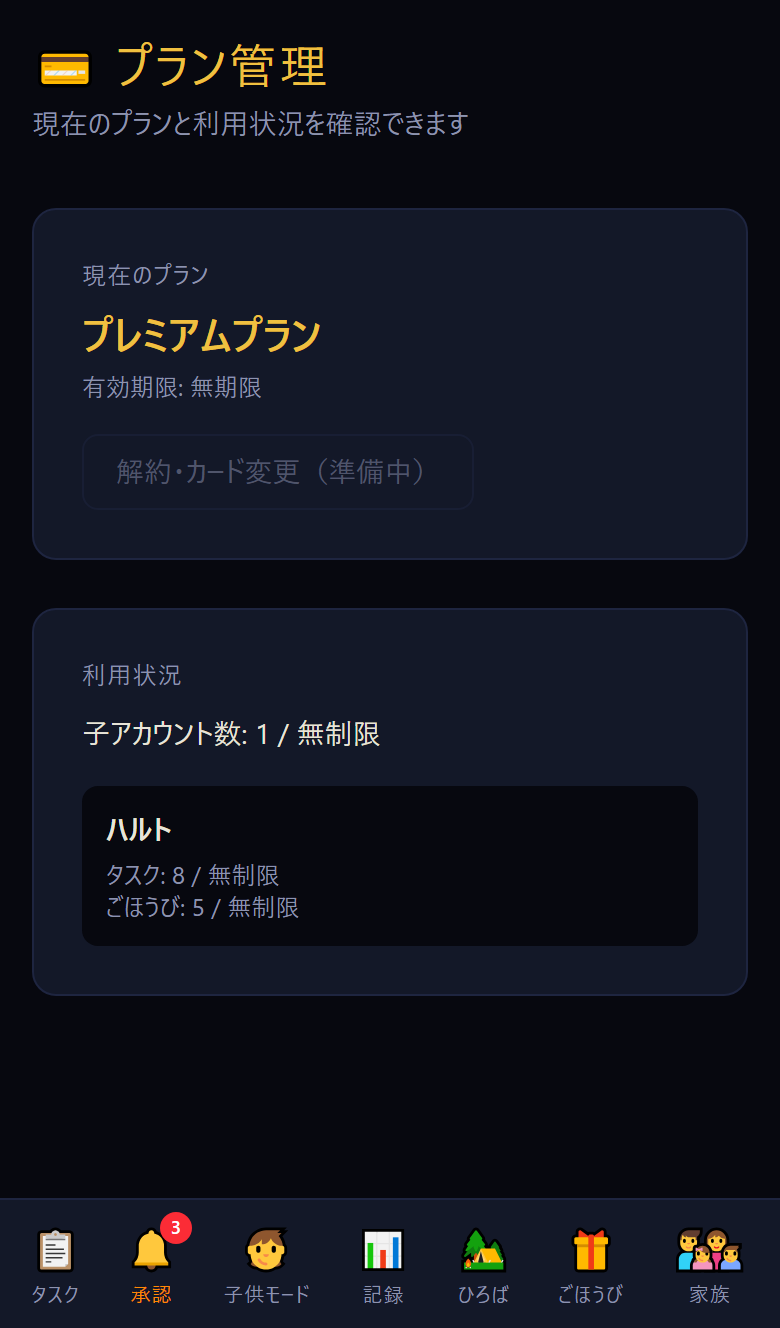 プラン管理
現在のプランと利用状況を確認できます
現在のプラン
プレミアムプラン
有効期限: 無期限
解約・カード変更（準備中）
利用状況
子アカウント数: 1 / 無制限
ハルト
タスク: 8 / 無制限
ごほうび: 5 / 無制限
3
タスク
承認
子供モード
記録
ひろば
ごほうび
家族